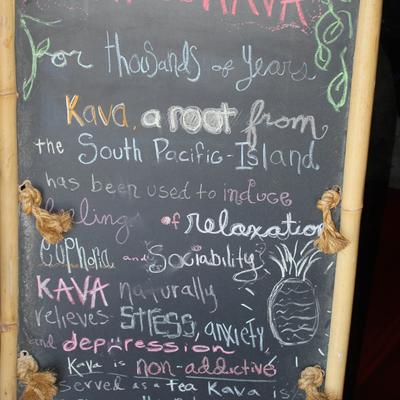 KAVA
for thousands of years
Kava, a root from
the South Pacific-Island
has been used to induce
feelings of relaxation
euphoria and sociability
KAVA naturally
relieves STRESS, anxiety,
and depression
Kava is non-addictive
served as a tea Kava is